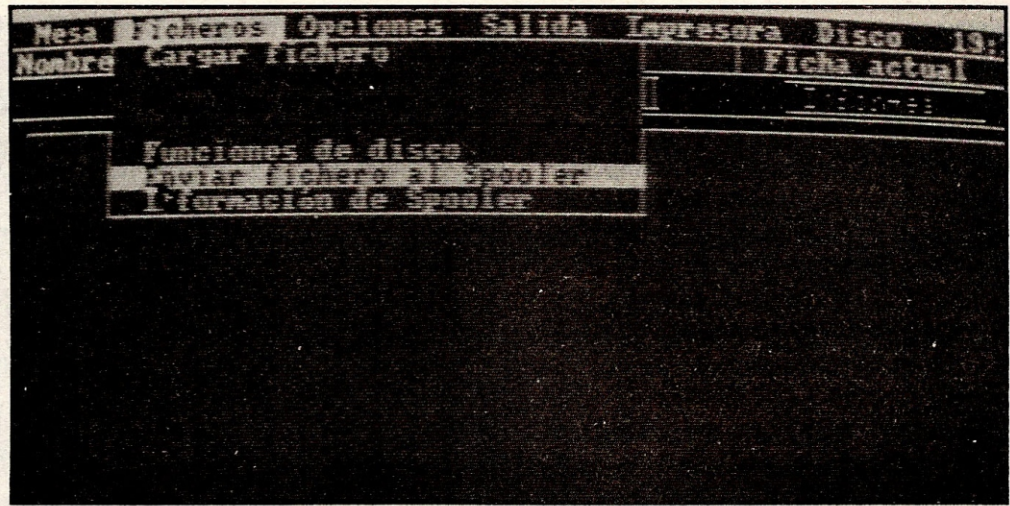 Mesa Ficheros Opciones Salida Impresora Disco 19:
Nombre Ficha actual
Cargar fichero
Funciones de disco
Enviar fichero al Spooler
Información de Spooler